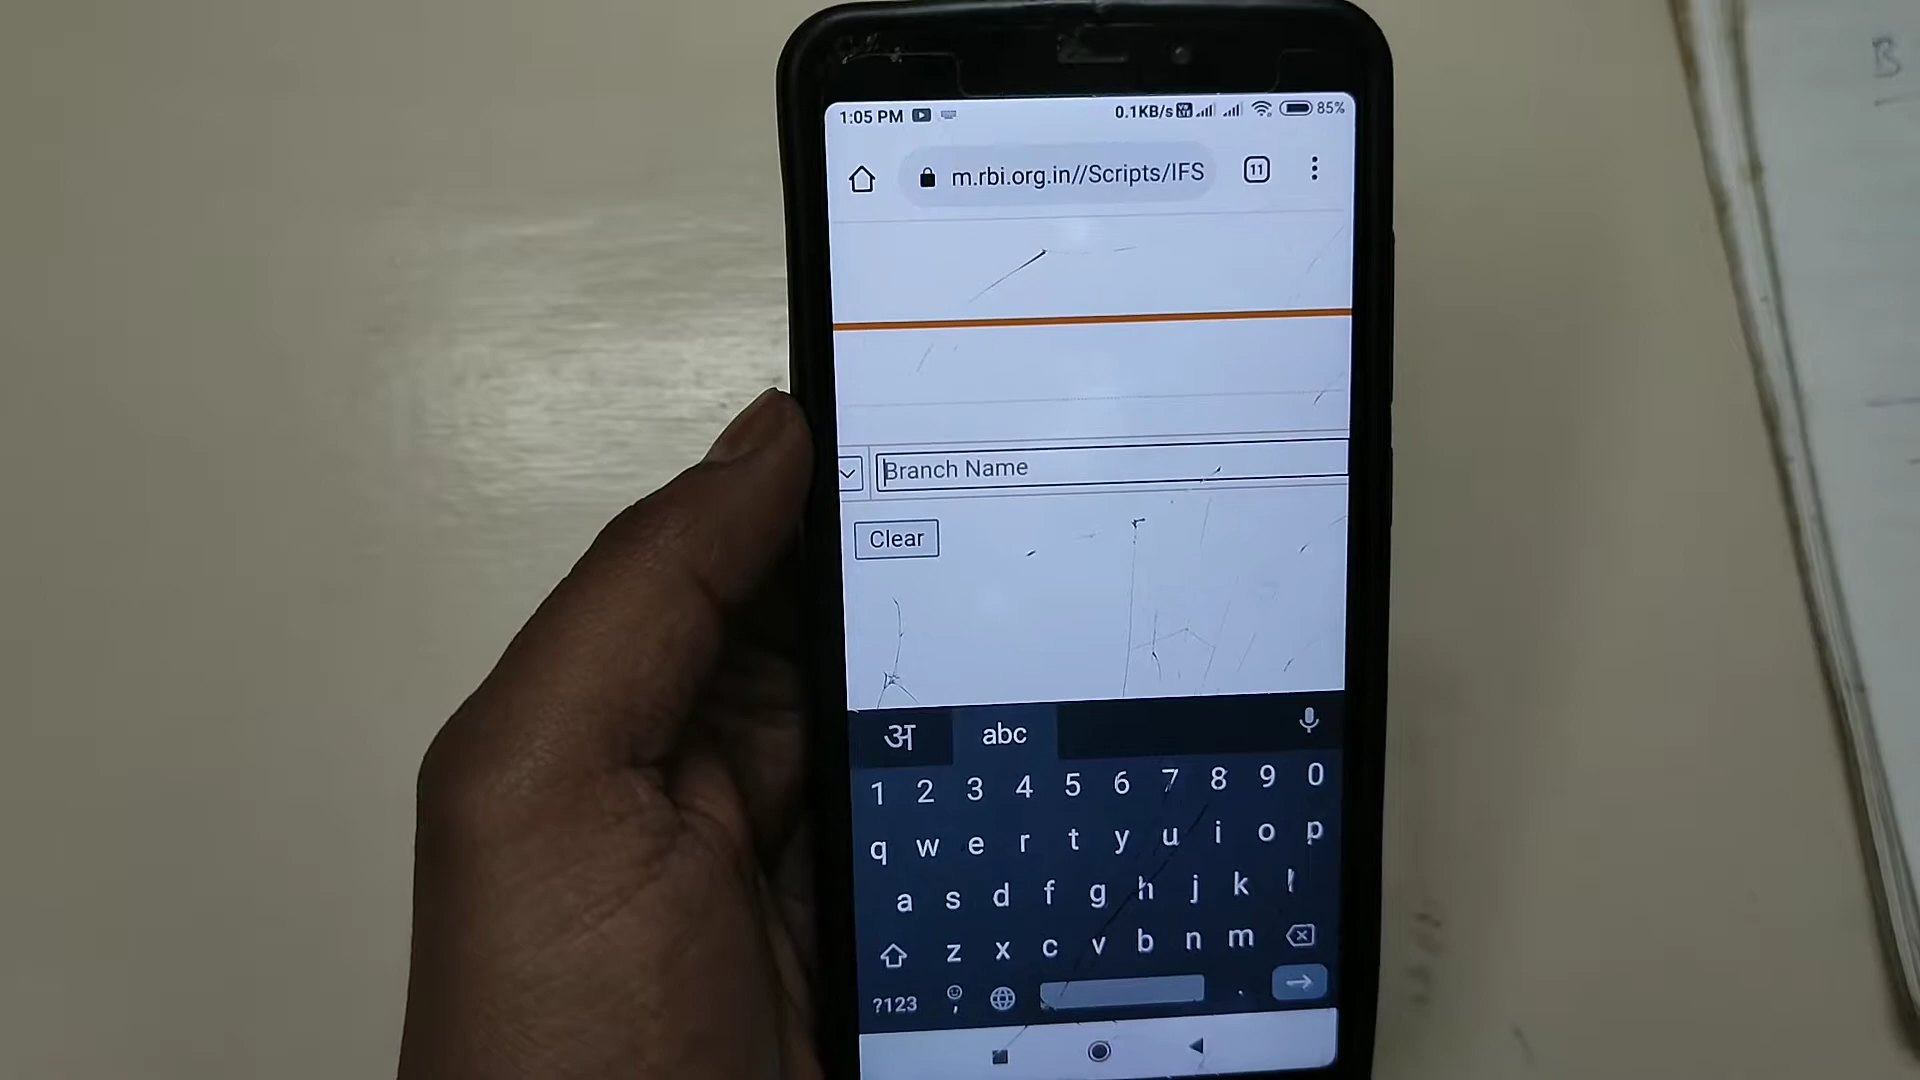 1:05 PM 0.1KB/s 85%
m.rbi.org.in//Scripts/IFS 11
Branch Name
Clear
अ abc
1 2 3 4 5 6 7 8 9 0
q w e r t y u i o p
a s d f g h j k l
z x c v b n m
?123 , .
B